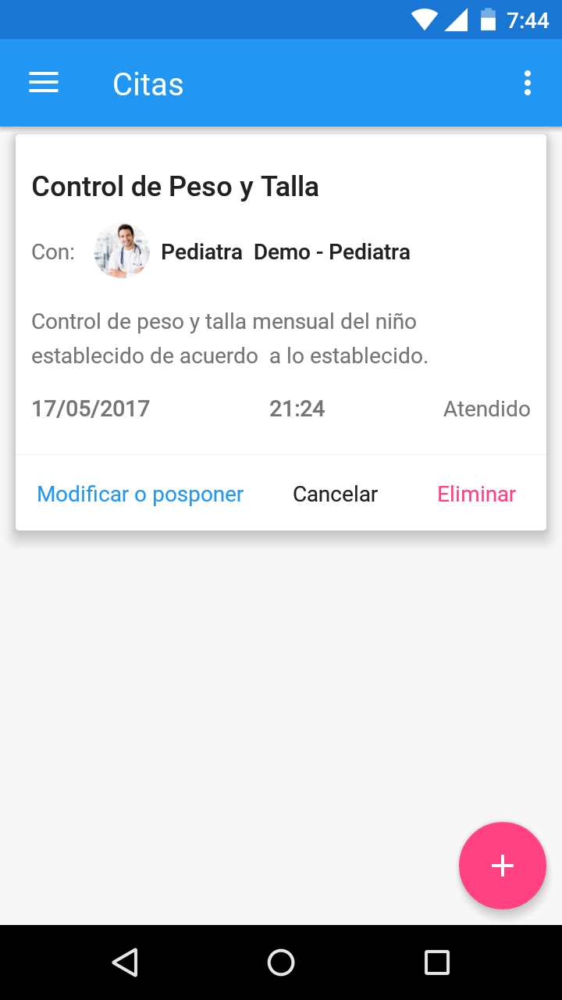 7:44
Citas
Control de Peso y Talla
Con: Pediatra  Demo - Pediatra
Control de peso y talla mensual del niño
establecido de acuerdo  a lo establecido.
17/05/2017 21:24 Atendido
Modificar o posponer Cancelar Eliminar